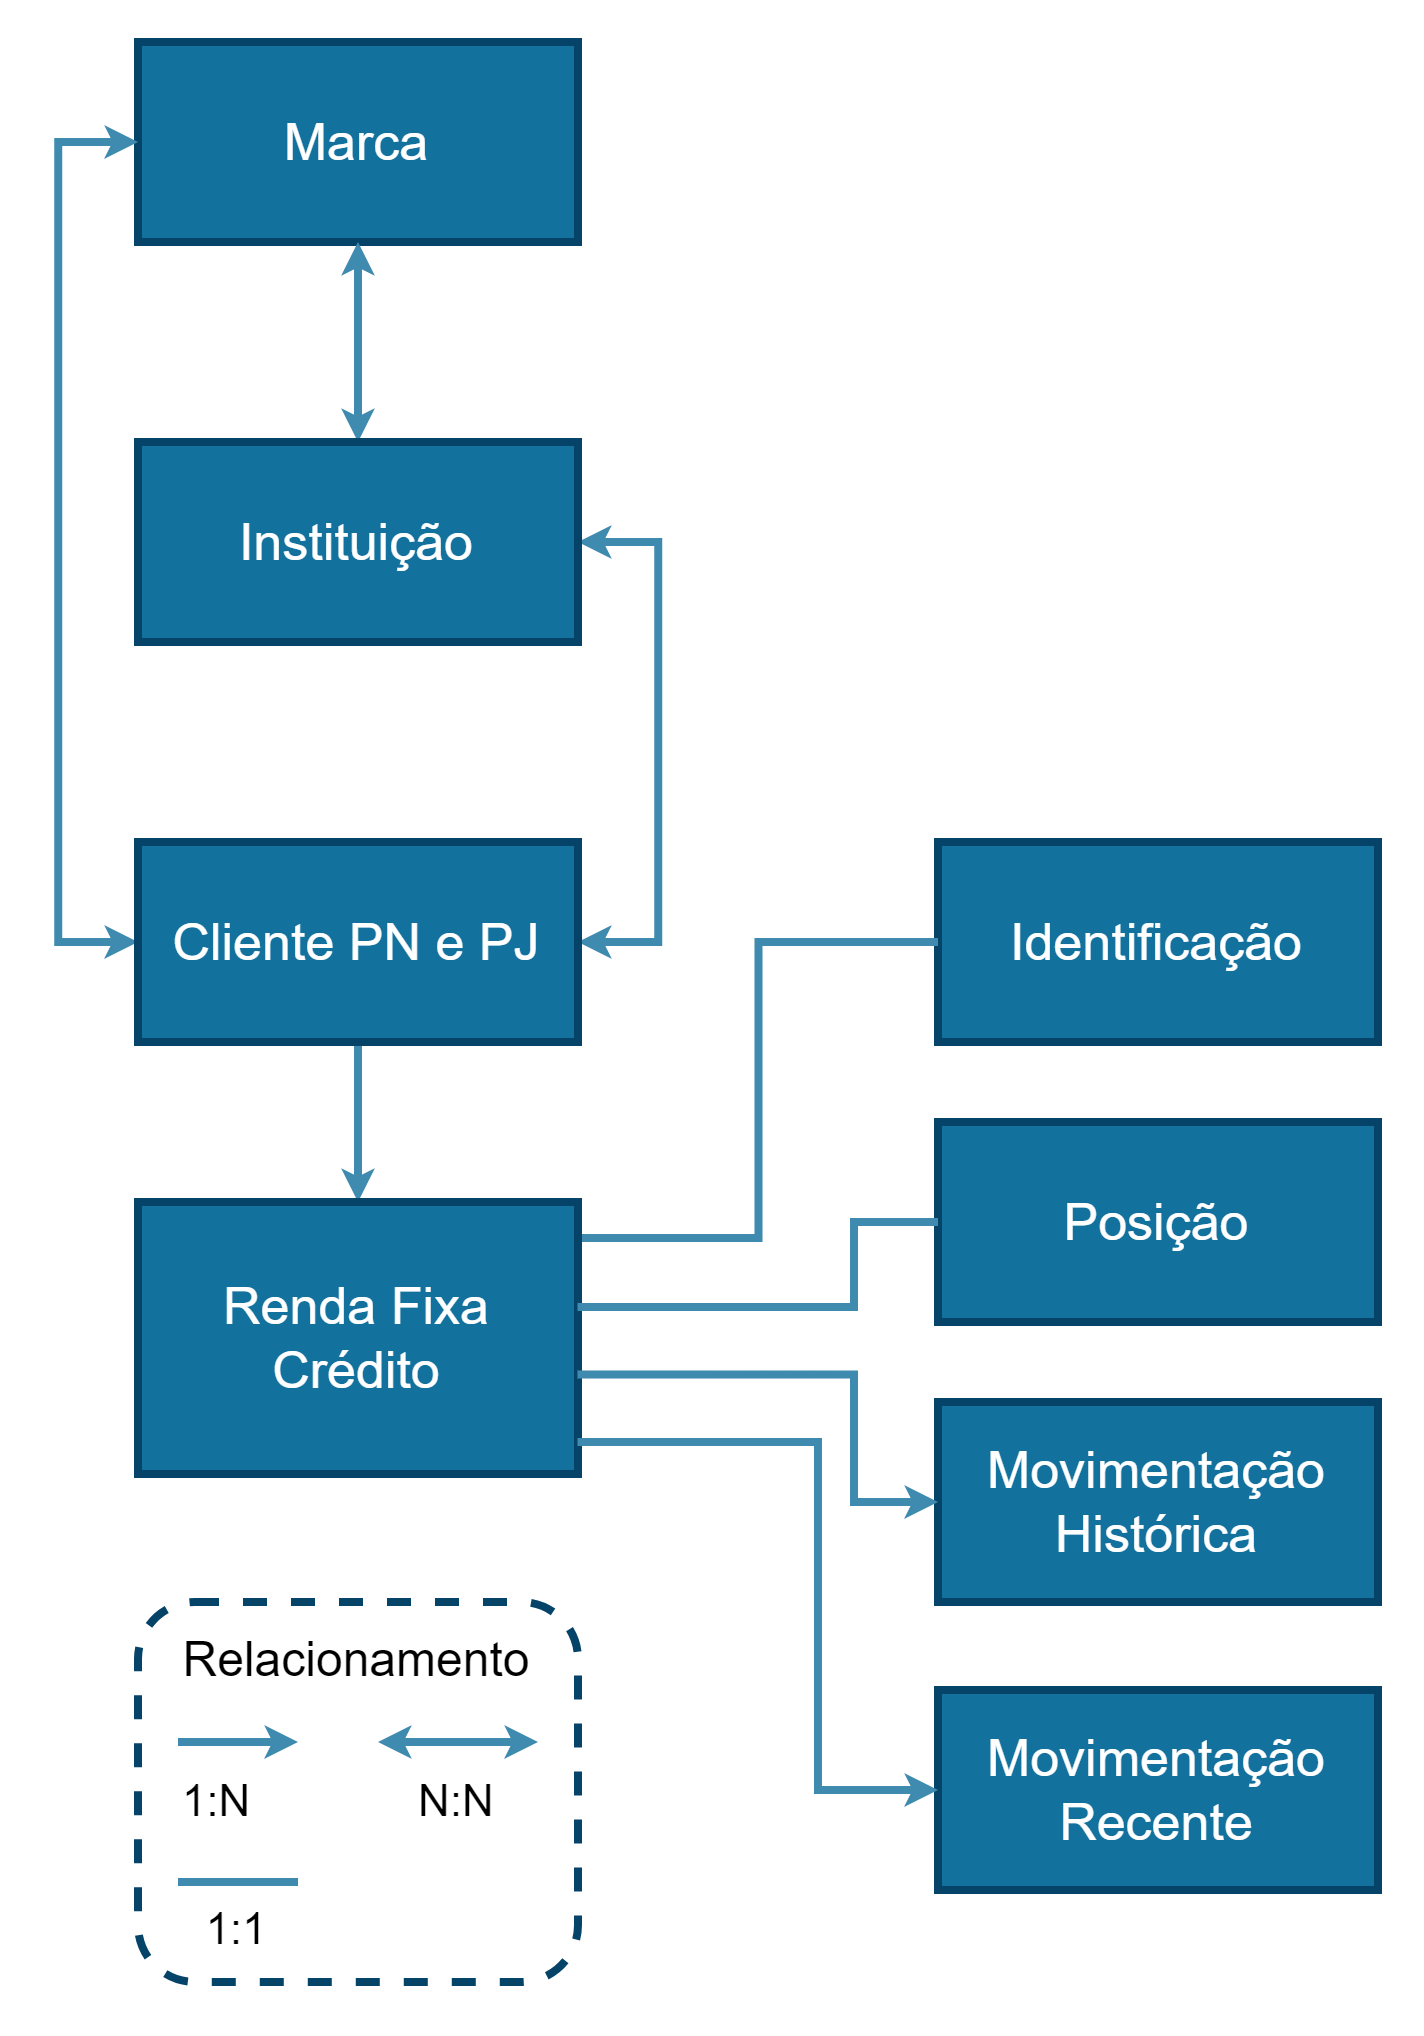 Marca
Instituição
Cliente PN e PJ
Identificação
Posição
Renda Fixa
Crédito
Movimentação
Histórica
Movimentação
Recente
Relacionamento
1:N
N:N
1:1